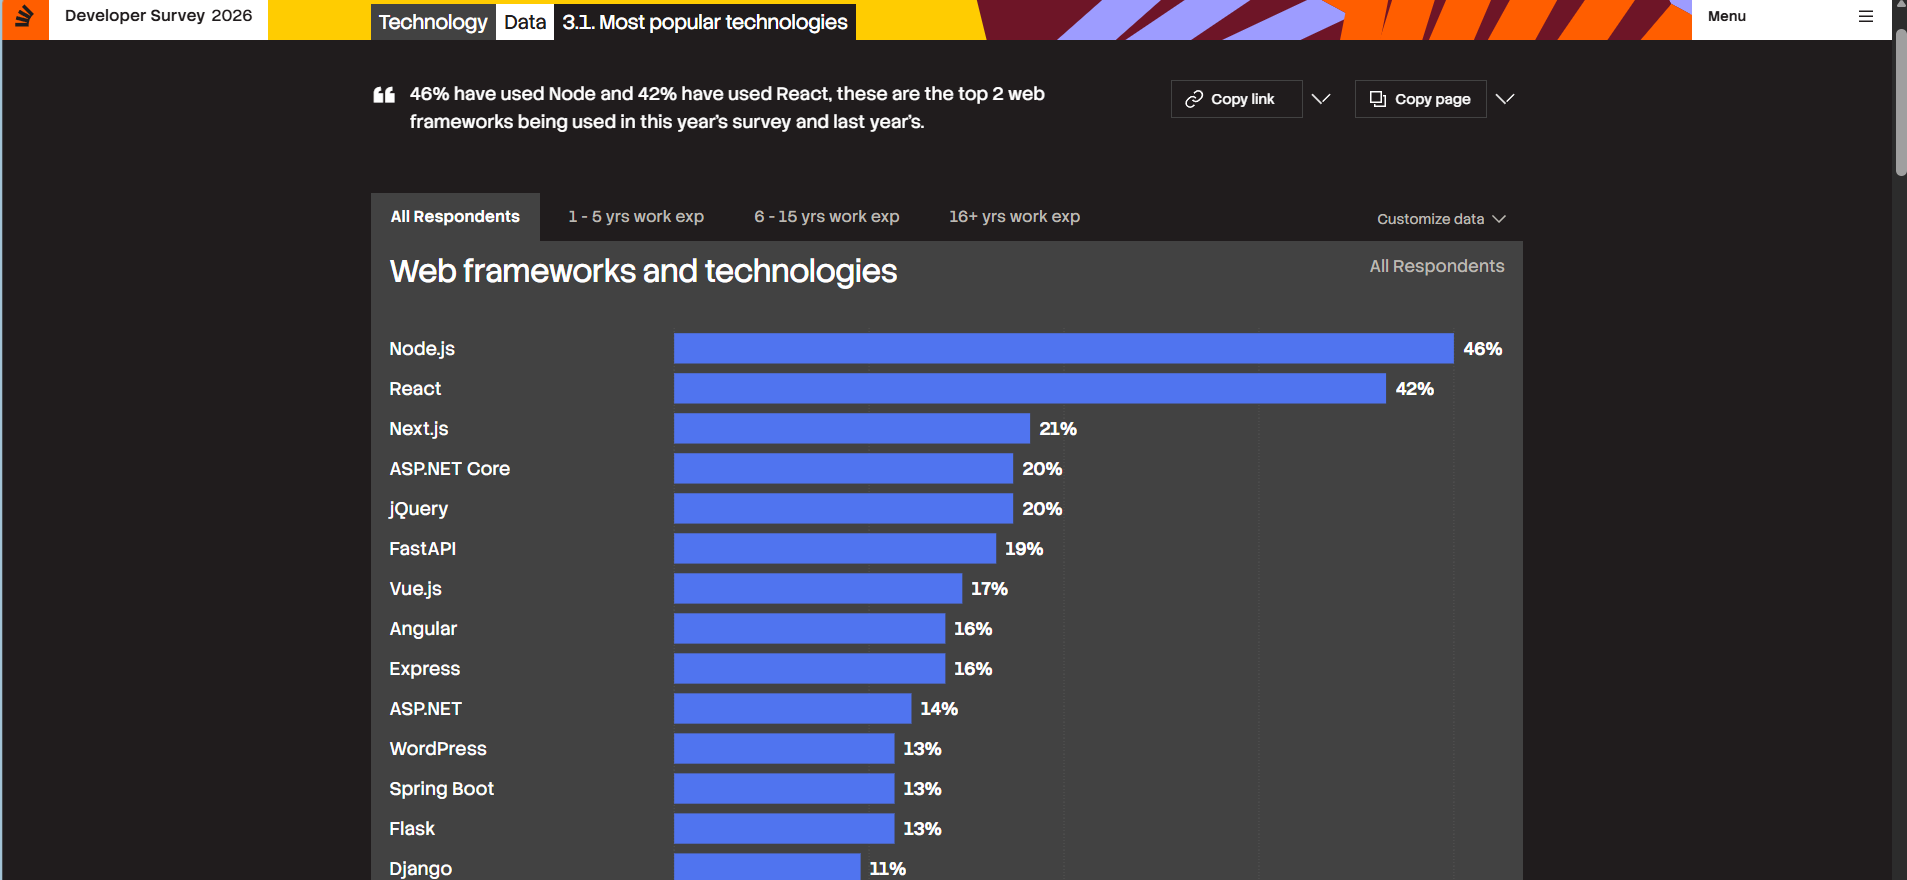 Developer Survey 2026
Technology Data 3.1. Most popular technologies
Menu
46% have used Node and 42% have used React, these are the top 2 web
frameworks being used in this year's survey and last year's.
Copy link
Copy page
All Respondents
1 - 5 yrs work exp
6 - 15 yrs work exp
16+ yrs work exp
Customize data
Web frameworks and technologies
All Respondents
Node.js 46%
React 42%
Next.js 21%
ASP.NET Core 20%
jQuery 20%
FastAPI 19%
Vue.js 17%
Angular 16%
Express 16%
ASP.NET 14%
WordPress 13%
Spring Boot 13%
Flask 13%
Django 11%